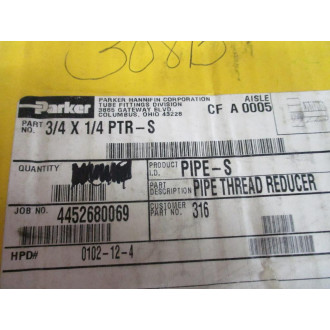 308B
Parker
PARKER HANNIFIN CORPORATION
TUBE FITTINGS DIVISION
3885 GATEWAY BLVD.
COLUMBUS, OHIO 43228
AISLE
CF A 0005
PART NO. 3/4 X 1/4 PTR-S
QUANTITY
PRODUCT I.D. PIPE-S
PART DESCRIPTION PIPE THREAD REDUCER
JOB NO. 4452680069
CUSTOMER PART NO. 316
HPD# 0102-12-4